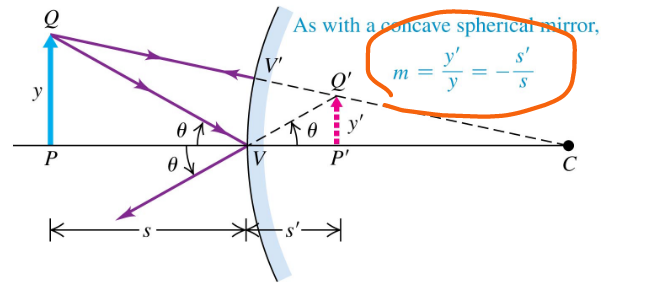 Q
As with a concave spherical mirror,
m = y'/y = -s'/s
V'
Q'
y
θ
θ
y'
θ
P
V
P'
C
s
s'